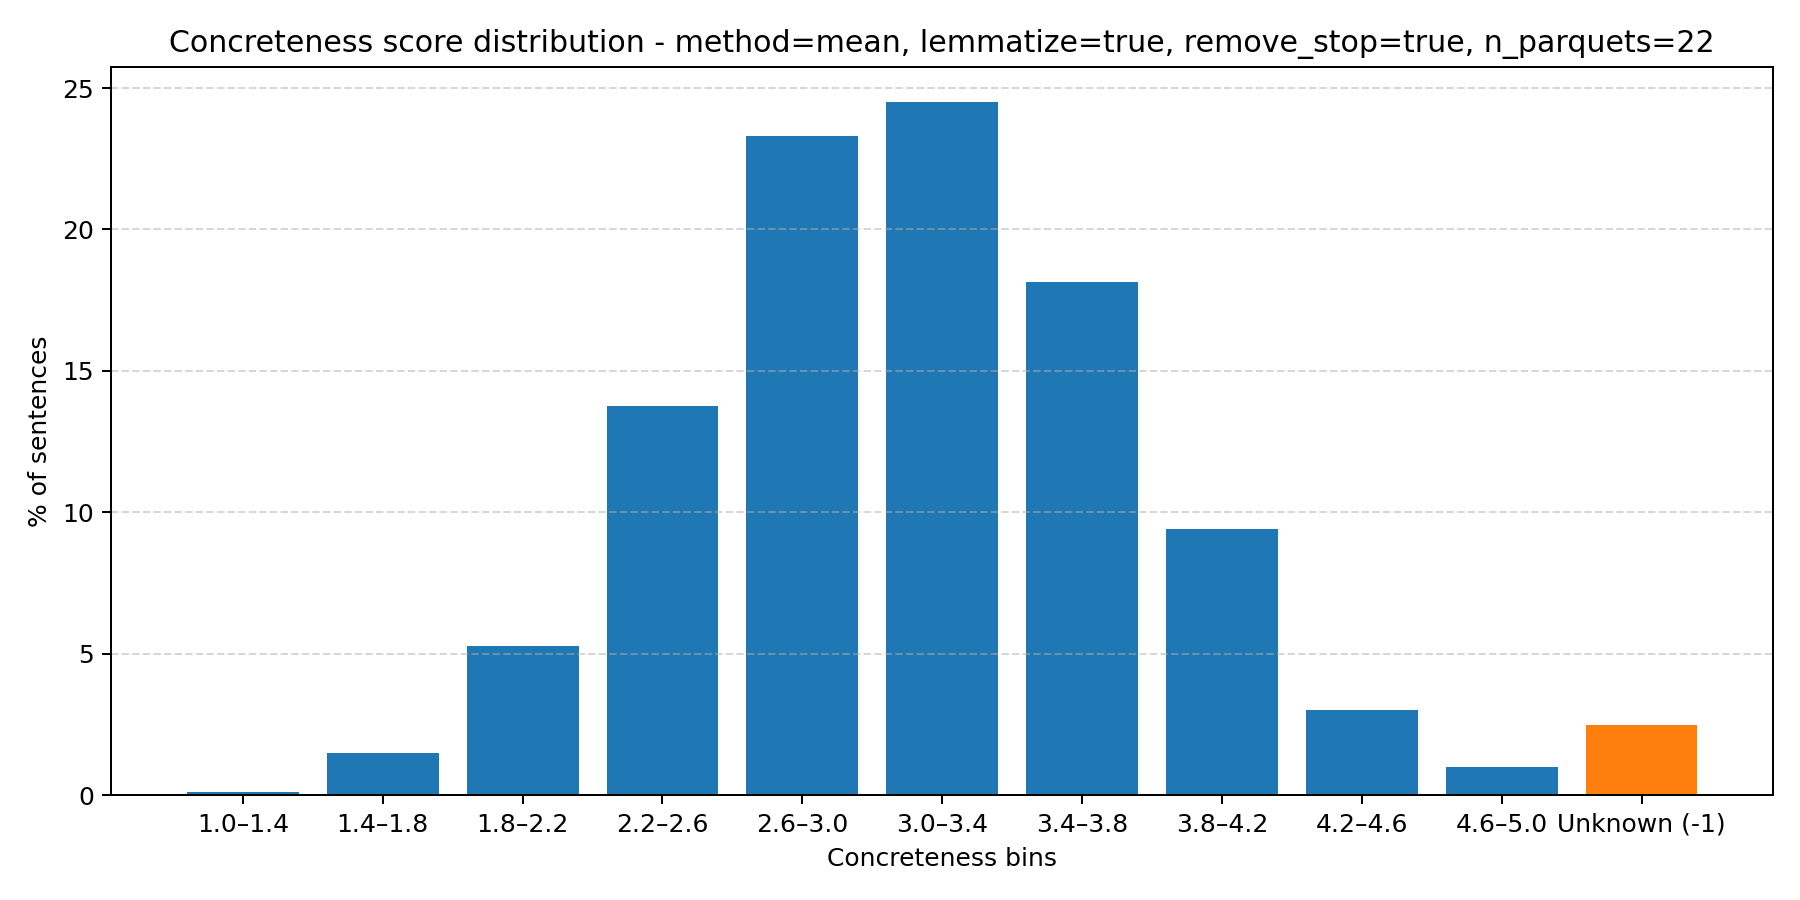 Concreteness score distribution - method=mean, lemmatize=true, remove_stop=true, n_parquets=22
% of sentences
25
20
15
10
5
0
1.0–1.4 1.4–1.8 1.8–2.2 2.2–2.6 2.6–3.0 3.0–3.4 3.4–3.8 3.8–4.2 4.2–4.6 4.6–5.0 Unknown (-1)
Concreteness bins